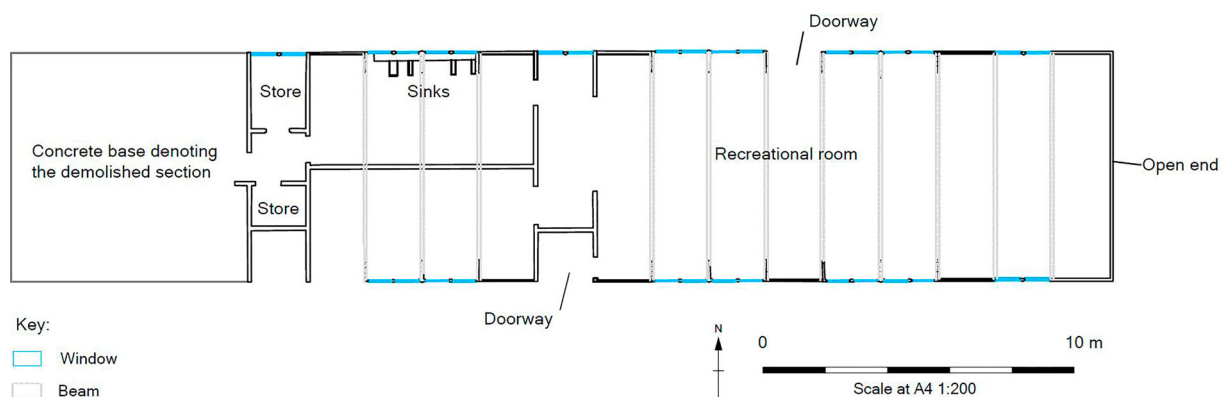 Doorway
Store
Sinks
Concrete base denoting
the demolished section
Recreational room
Open end
Store
Doorway
Key:
Window
Beam
N
0 10 m
Scale at A4 1:200